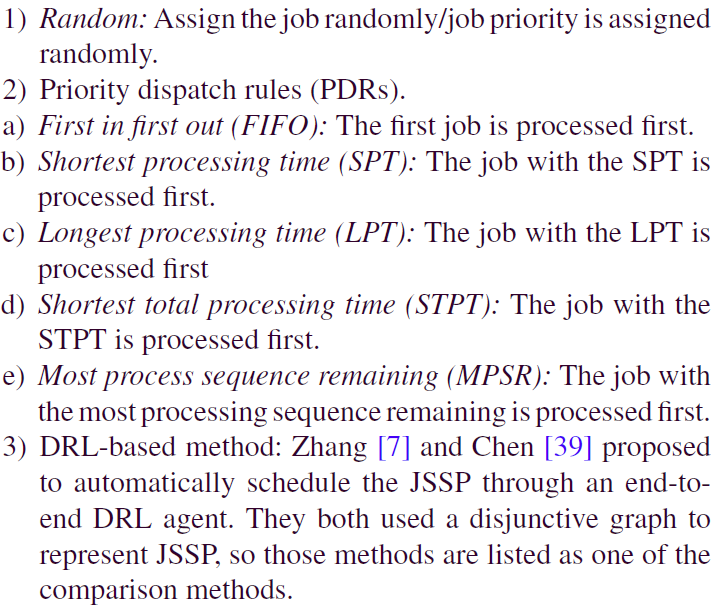 1) Random: Assign the job randomly/job priority is assigned
randomly.
2) Priority dispatch rules (PDRs).
a) First in first out (FIFO): The first job is processed first.
b) Shortest processing time (SPT): The job with the SPT is
processed first.
c) Longest processing time (LPT): The job with the LPT is
processed first
d) Shortest total processing time (STPT): The job with the
STPT is processed first.
e) Most process sequence remaining (MPSR): The job with
the most processing sequence remaining is processed first.
3) DRL-based method: Zhang [7] and Chen [39] proposed
to automatically schedule the JSSP through an end-to-
end DRL agent. They both used a disjunctive graph to
represent JSSP, so those methods are listed as one of the
comparison methods.